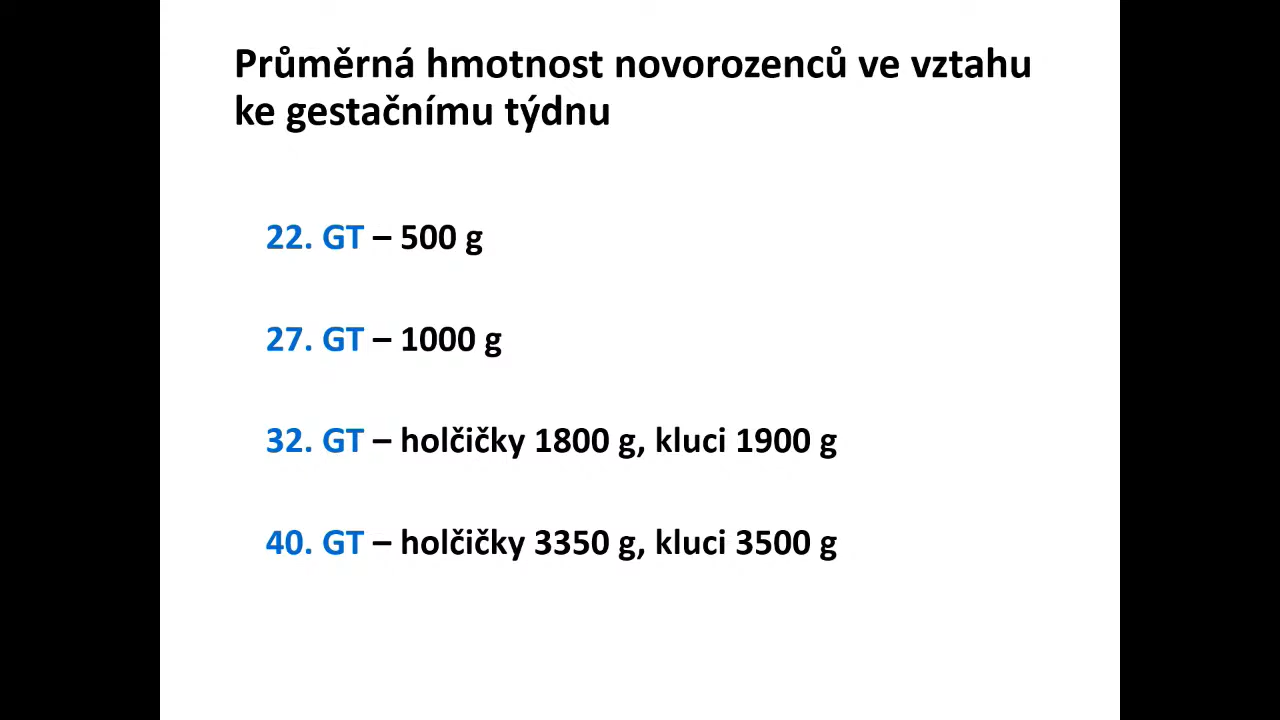 Průměrná hmotnost novorozenců ve vztahu
ke gestačnímu týdnu
22. GT – 500 g
27. GT – 1000 g
32. GT – holčičky 1800 g, kluci 1900 g
40. GT – holčičky 3350 g, kluci 3500 g